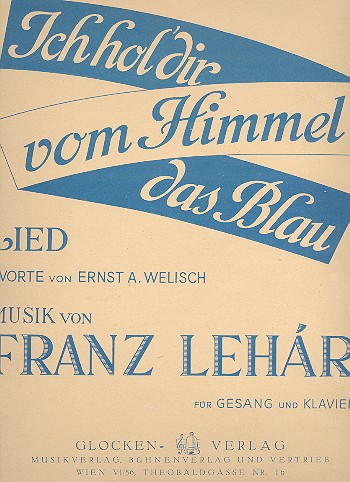 Ich hol' dir
vom Himmel
das Blau
LIED
WORTE VON ERNST A. WELISCH
MUSIK VON
FRANZ LEHÁR
FÜR GESANG UND KLAVIER
GLOCKEN- VERLAG
MUSIKVERLAG, BÜHNENVERLAG UND VERTRIEB
WIEN VI/56, THEOBALDGASSE NR. 16